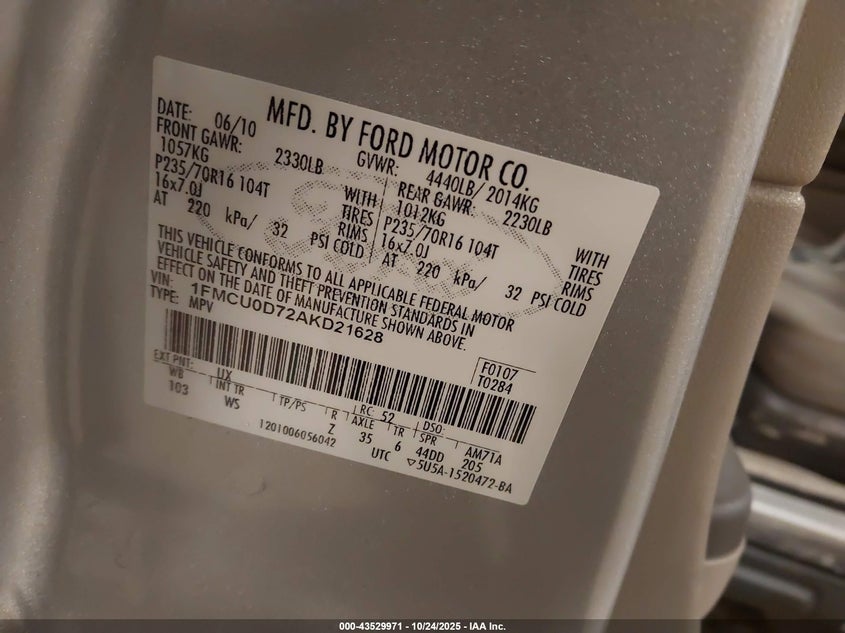 MFD. BY FORD MOTOR CO.
DATE: 06/10 GVWR: 4440LB/ 2014KG
FRONT GAWR: 2330LB REAR GAWR: 2230LB
1057KG WITH 1012KG WITH
P235/70R16 104T TIRES P235/70R16 104T TIRES
16x7.0J RIMS 16x7.0J RIMS
AT 220 kPa/ 32 PSI COLD AT 220 kPa/ 32 PSI COLD
THIS VEHICLE CONFORMS TO ALL APPLICABLE FEDERAL MOTOR
VEHICLE SAFETY AND THEFT PREVENTION STANDARDS IN
EFFECT ON THE DATE OF MANUFACTURE SHOWN ABOVE.
VIN: 1FMCU0D72AKD21628
TYPE: MPV
F0107
T0284
EXT PNT: UX RC: 52 DSO:
WB INT TR TP/PS R AXLE TR SPR AM71A
103 WS Z 35 6 44DD 205
1201006056042 UTC ▽5U5A-1520472-BA
000-43529971 - 10/24/2025 - IAA Inc.